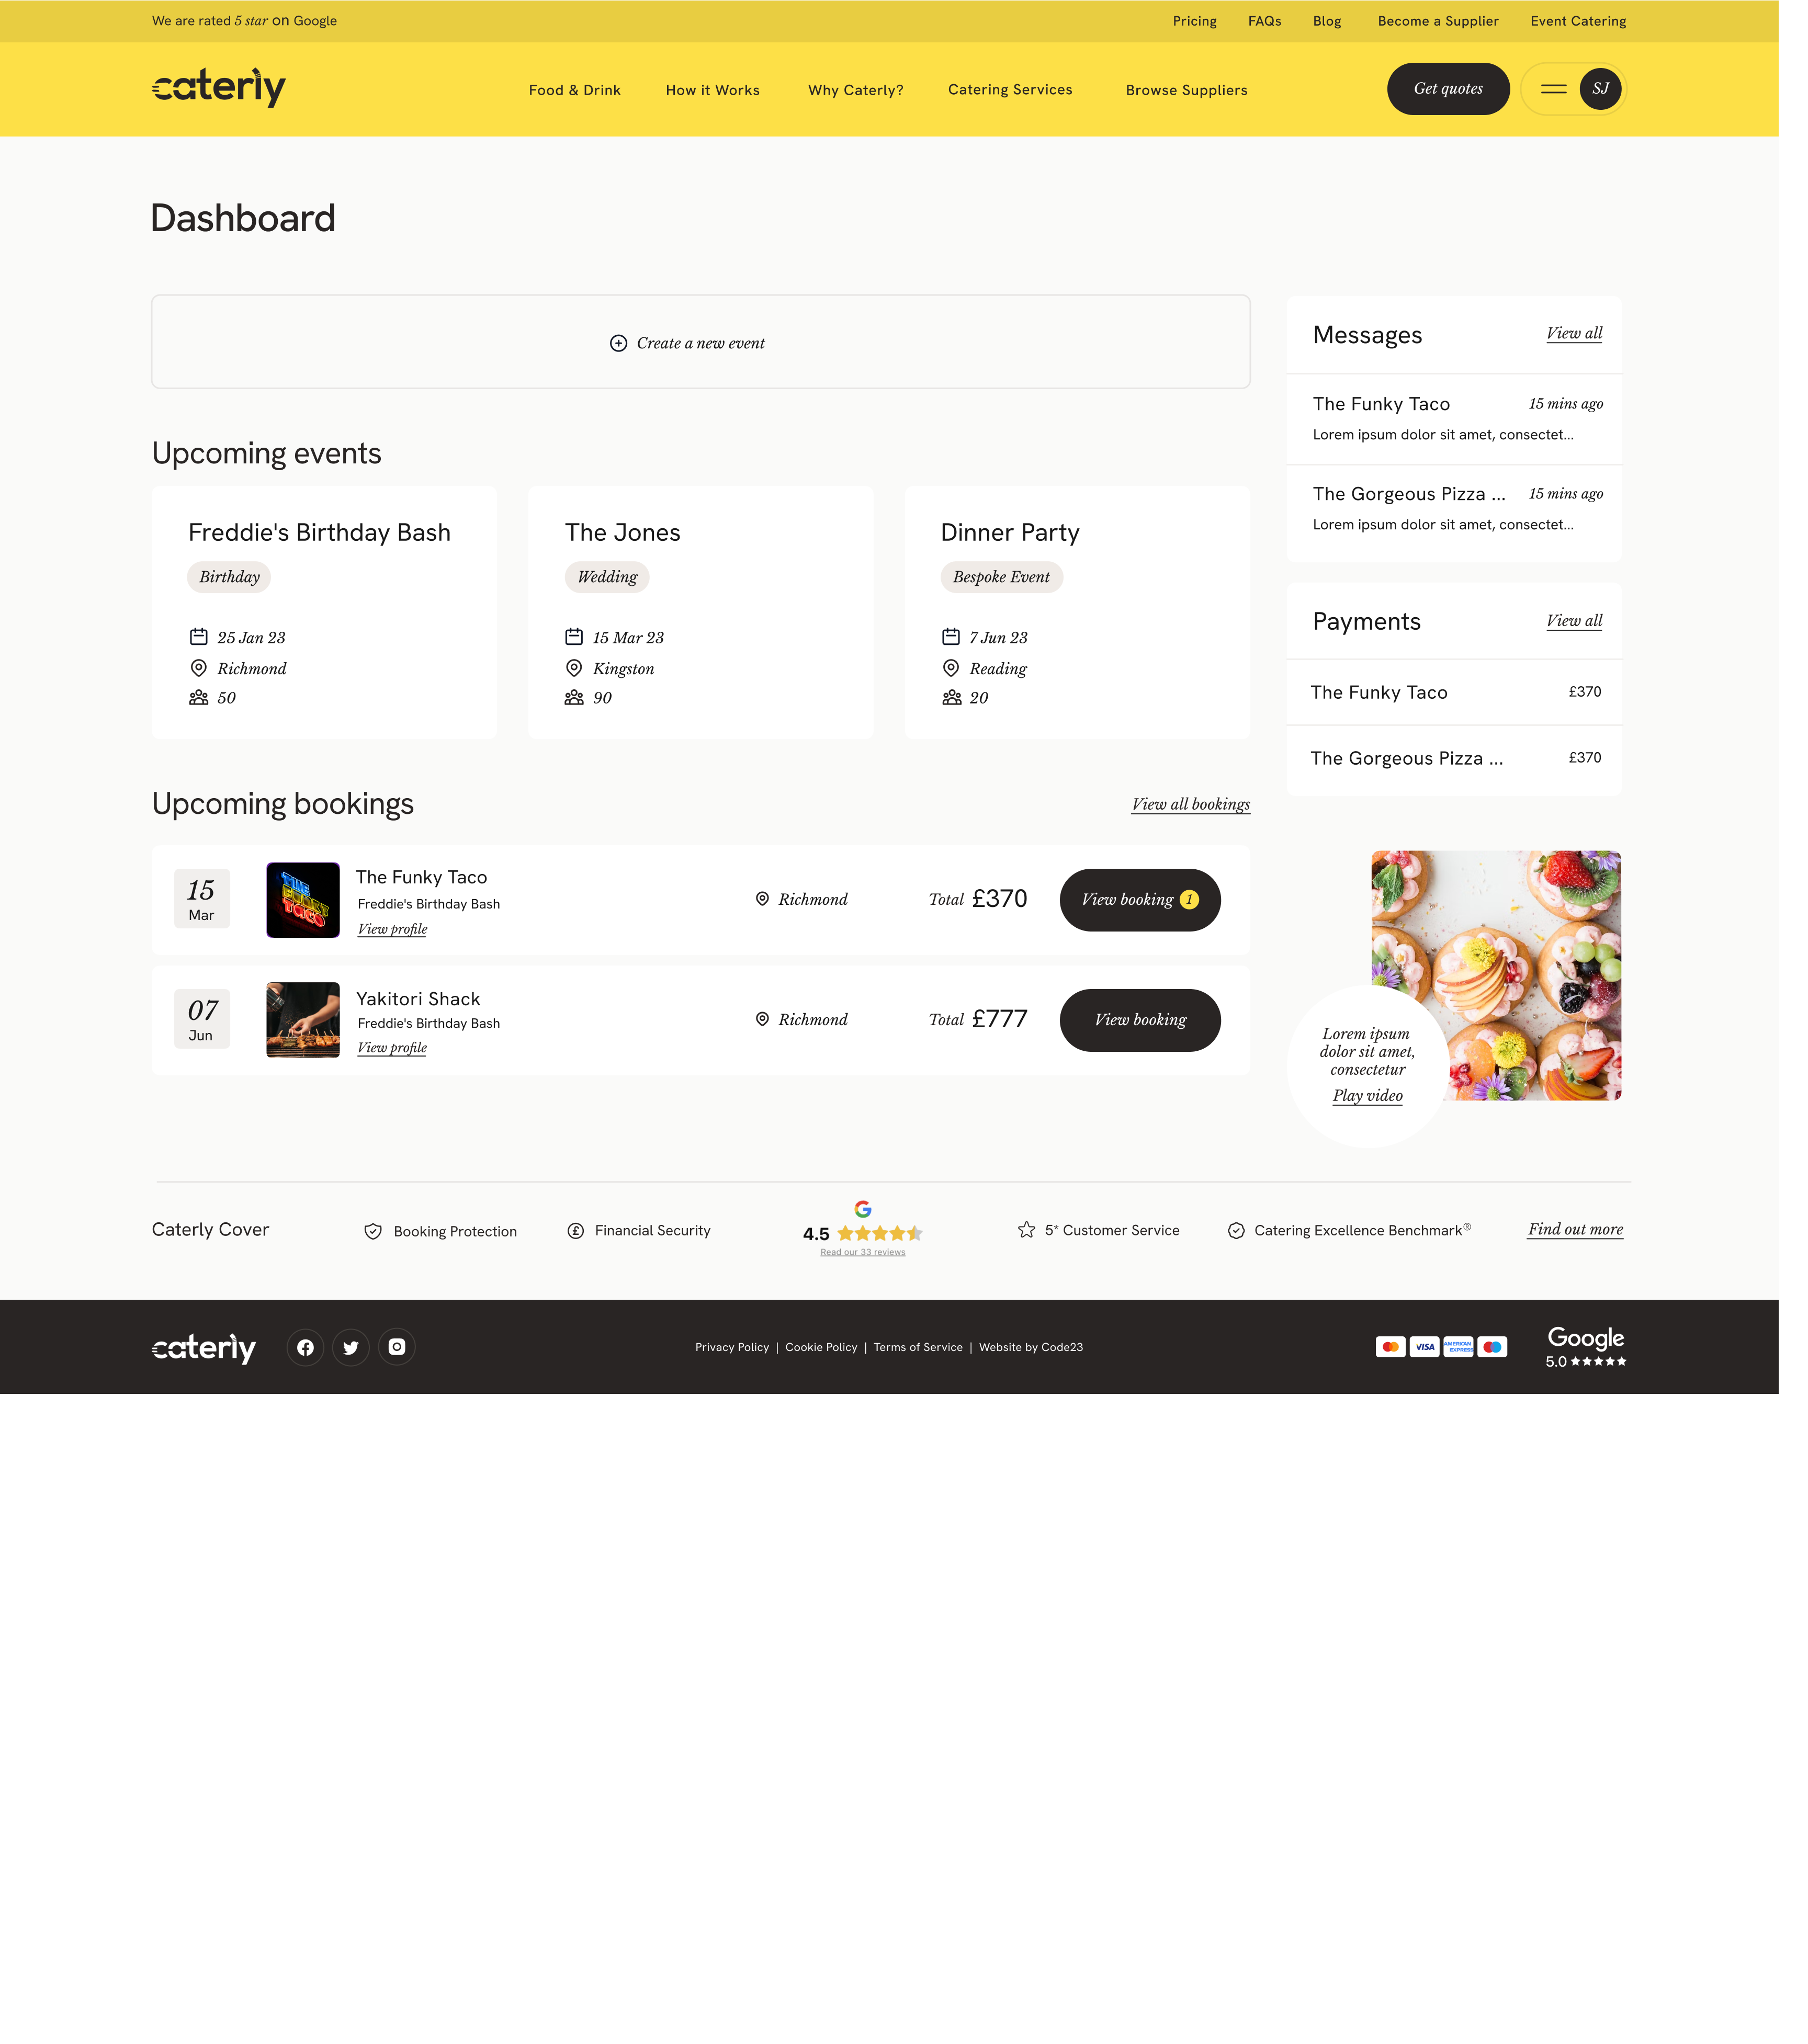 We are rated 5 star on Google
Pricing FAQs Blog Become a Supplier Event Catering
caterly
Food & Drink How it Works Why Caterly? Catering Services Browse Suppliers
Get quotes
SJ
Dashboard
Create a new event
Upcoming events
Freddie's Birthday Bash
Birthday
25 Jan 23
Richmond
50
The Jones
Wedding
15 Mar 23
Kingston
90
Dinner Party
Bespoke Event
7 Jun 23
Reading
20
Messages View all
The Funky Taco 15 mins ago
Lorem ipsum dolor sit amet, consectet...
The Gorgeous Pizza ... 15 mins ago
Lorem ipsum dolor sit amet, consectet...
Payments View all
The Funky Taco £370
The Gorgeous Pizza ... £370
Upcoming bookings View all bookings
15
Mar
THE
FUNKY
TACO
The Funky Taco
Freddie's Birthday Bash
View profile
Richmond
Total £370
View booking 1
07
Jun
Yakitori Shack
Freddie's Birthday Bash
View profile
Richmond
Total £777
View booking
Lorem ipsum
dolor sit amet,
consectetur
Play video
Caterly Cover
Booking Protection
Financial Security
G
4.5
Read our 33 reviews
5* Customer Service
Catering Excellence Benchmark®
Find out more
caterly
Privacy Policy | Cookie Policy | Terms of Service | Website by Code23
VISA
AMERICAN
EXPRESS
Google
5.0